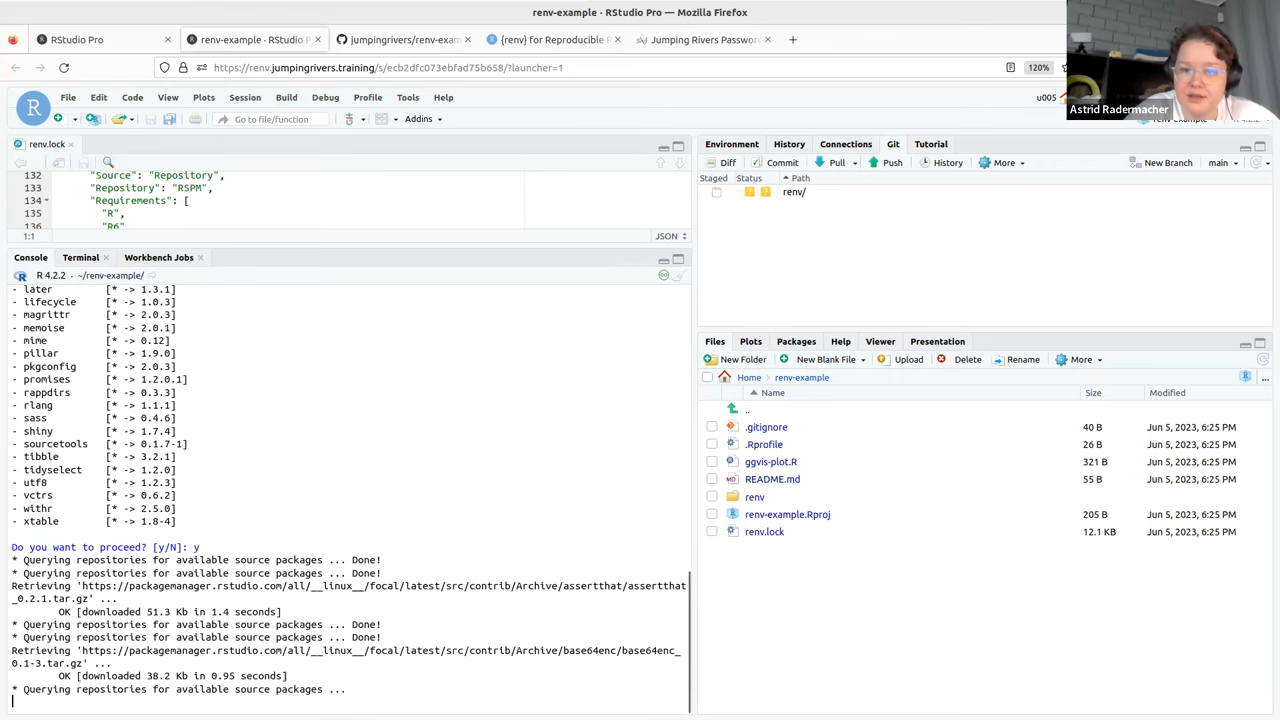 renv-example - RStudio Pro — Mozilla Firefox
RStudio Pro
renv-example · RStudio P
jumpingrivers/renv-exam
{renv} for Reproducible R
Jumping Rivers Password
https://renv.jumpingrivers.training/s/ecb2dfc073ebfad75b658/?launcher=1
120%
Astrid Radermacher
File Edit Code View Plots Session Build Debug Profile Tools Help
u005
Go to file/function
Addins
renv.lock
132 "Source": "Repository",
133 "Repository": "RSPM",
134 "Requirements": [
135 "R",
136 "R6"
1:1
JSON
Console Terminal Workbench Jobs
R 4.2.2 · ~/renv-example/
- later [* -> 1.3.1]
- lifecycle [* -> 1.0.3]
- magrittr [* -> 2.0.3]
- memoise [* -> 2.0.1]
- mime [* -> 0.12]
- pillar [* -> 1.9.0]
- pkgconfig [* -> 2.0.3]
- promises [* -> 1.2.0.1]
- rappdirs [* -> 0.3.3]
- rlang [* -> 1.1.1]
- sass [* -> 0.4.6]
- shiny [* -> 1.7.4]
- sourcetools [* -> 0.1.7-1]
- tibble [* -> 3.2.1]
- tidyselect [* -> 1.2.0]
- utf8 [* -> 1.2.3]
- vctrs [* -> 0.6.2]
- withr [* -> 2.5.0]
- xtable [* -> 1.8-4]
Do you want to proceed? [y/N]: y
* Querying repositories for available source packages ... Done!
* Querying repositories for available source packages ... Done!
Retrieving 'https://packagemanager.rstudio.com/all/__linux__/focal/latest/src/contrib/Archive/assertthat/assertthat
_0.2.1.tar.gz' ...
OK [downloaded 51.3 Kb in 1.4 seconds]
* Querying repositories for available source packages ... Done!
* Querying repositories for available source packages ... Done!
Retrieving 'https://packagemanager.rstudio.com/all/__linux__/focal/latest/src/contrib/Archive/base64enc/base64enc_
0.1-3.tar.gz' ...
OK [downloaded 38.2 Kb in 0.95 seconds]
* Querying repositories for available source packages ...
Environment History Connections Git Tutorial
Diff Commit Pull Push History More New Branch main
Staged Status Path
renv/
Files Plots Packages Help Viewer Presentation
New Folder New Blank File Upload Delete Rename More
Home renv-example
...
Name Size Modified
..
.gitignore 40 B Jun 5, 2023, 6:25 PM
.Rprofile 26 B Jun 5, 2023, 6:25 PM
ggvis-plot.R 321 B Jun 5, 2023, 6:25 PM
README.md 55 B Jun 5, 2023, 6:25 PM
renv
renv-example.Rproj 205 B Jun 5, 2023, 6:25 PM
renv.lock 12.1 KB Jun 5, 2023, 6:25 PM